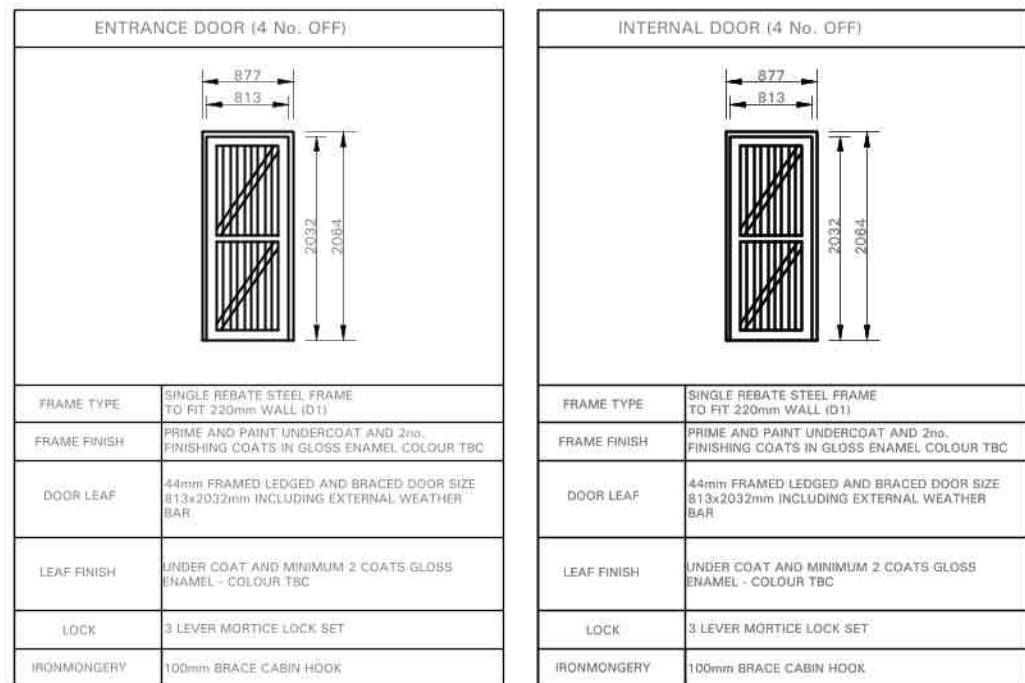 ENTRANCE DOOR (4 No. OFF)
877
813
2032
2064
FRAME TYPE
SINGLE REBATE STEEL FRAME
TO FIT 220mm WALL (D1)
FRAME FINISH
PRIME AND PAINT UNDERCOAT AND 2no.
FINISHING COATS IN GLOSS ENAMEL COLOUR TBC
DOOR LEAF
44mm FRAMED LEDGED AND BRACED DOOR SIZE
813x2032mm INCLUDING EXTERNAL WEATHER
BAR
LEAF FINISH
UNDER COAT AND MINIMUM 2 COATS GLOSS
ENAMEL - COLOUR TBC
LOCK
3 LEVER MORTICE LOCK SET
IRONMONGERY
100mm BRACE CABIN HOOK
INTERNAL DOOR (4 No. OFF)
877
813
2032
2064
FRAME TYPE
SINGLE REBATE STEEL FRAME
TO FIT 220mm WALL (D1)
FRAME FINISH
PRIME AND PAINT UNDERCOAT AND 2no.
FINISHING COATS IN GLOSS ENAMEL COLOUR TBC
DOOR LEAF
44mm FRAMED LEDGED AND BRACED DOOR SIZE
813x2032mm INCLUDING EXTERNAL WEATHER
BAR
LEAF FINISH
UNDER COAT AND MINIMUM 2 COATS GLOSS
ENAMEL - COLOUR TBC
LOCK
3 LEVER MORTICE LOCK SET
IRONMONGERY
100mm BRACE CABIN HOOK